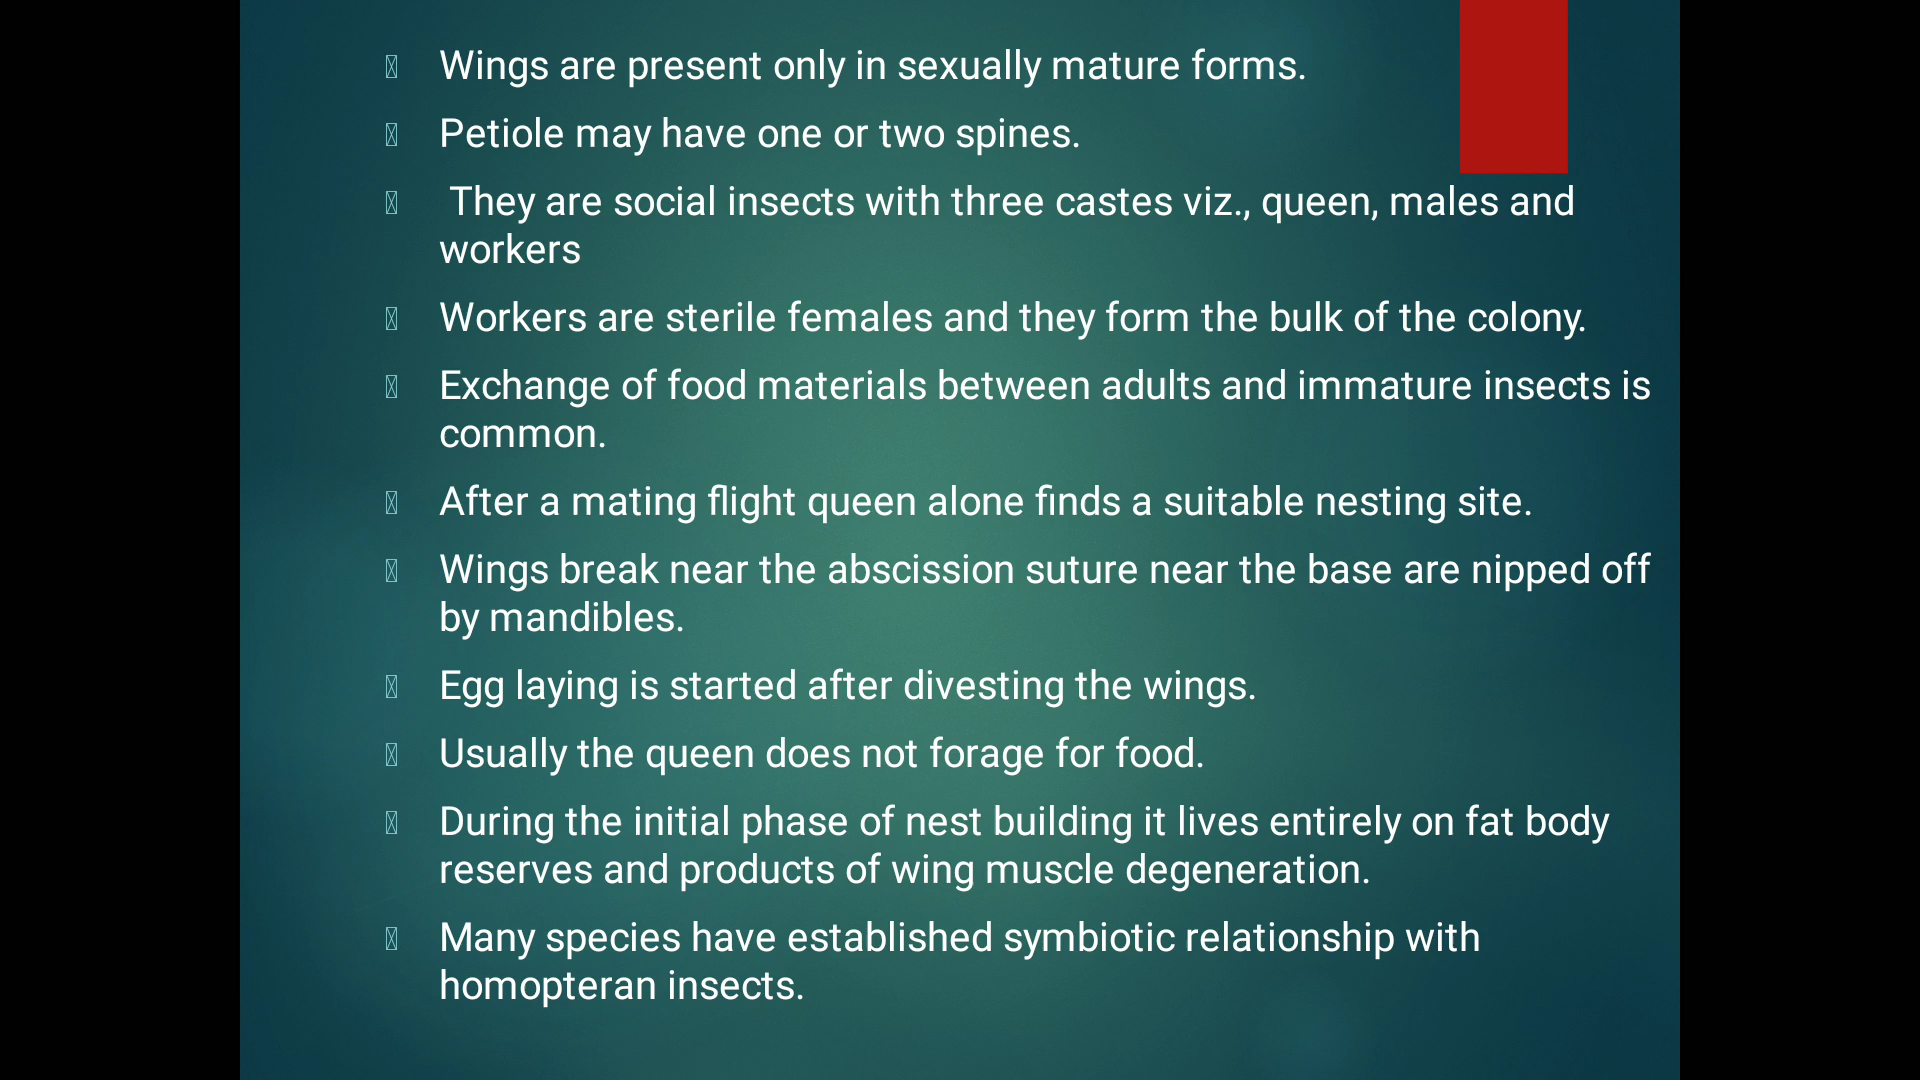 Wings are present only in sexually mature forms.
Petiole may have one or two spines.
They are social insects with three castes viz., queen, males and
workers
Workers are sterile females and they form the bulk of the colony.
Exchange of food materials between adults and immature insects is
common.
After a mating flight queen alone finds a suitable nesting site.
Wings break near the abscission suture near the base are nipped off
by mandibles.
Egg laying is started after divesting the wings.
Usually the queen does not forage for food.
During the initial phase of nest building it lives entirely on fat body
reserves and products of wing muscle degeneration.
Many species have established symbiotic relationship with
homopteran insects.